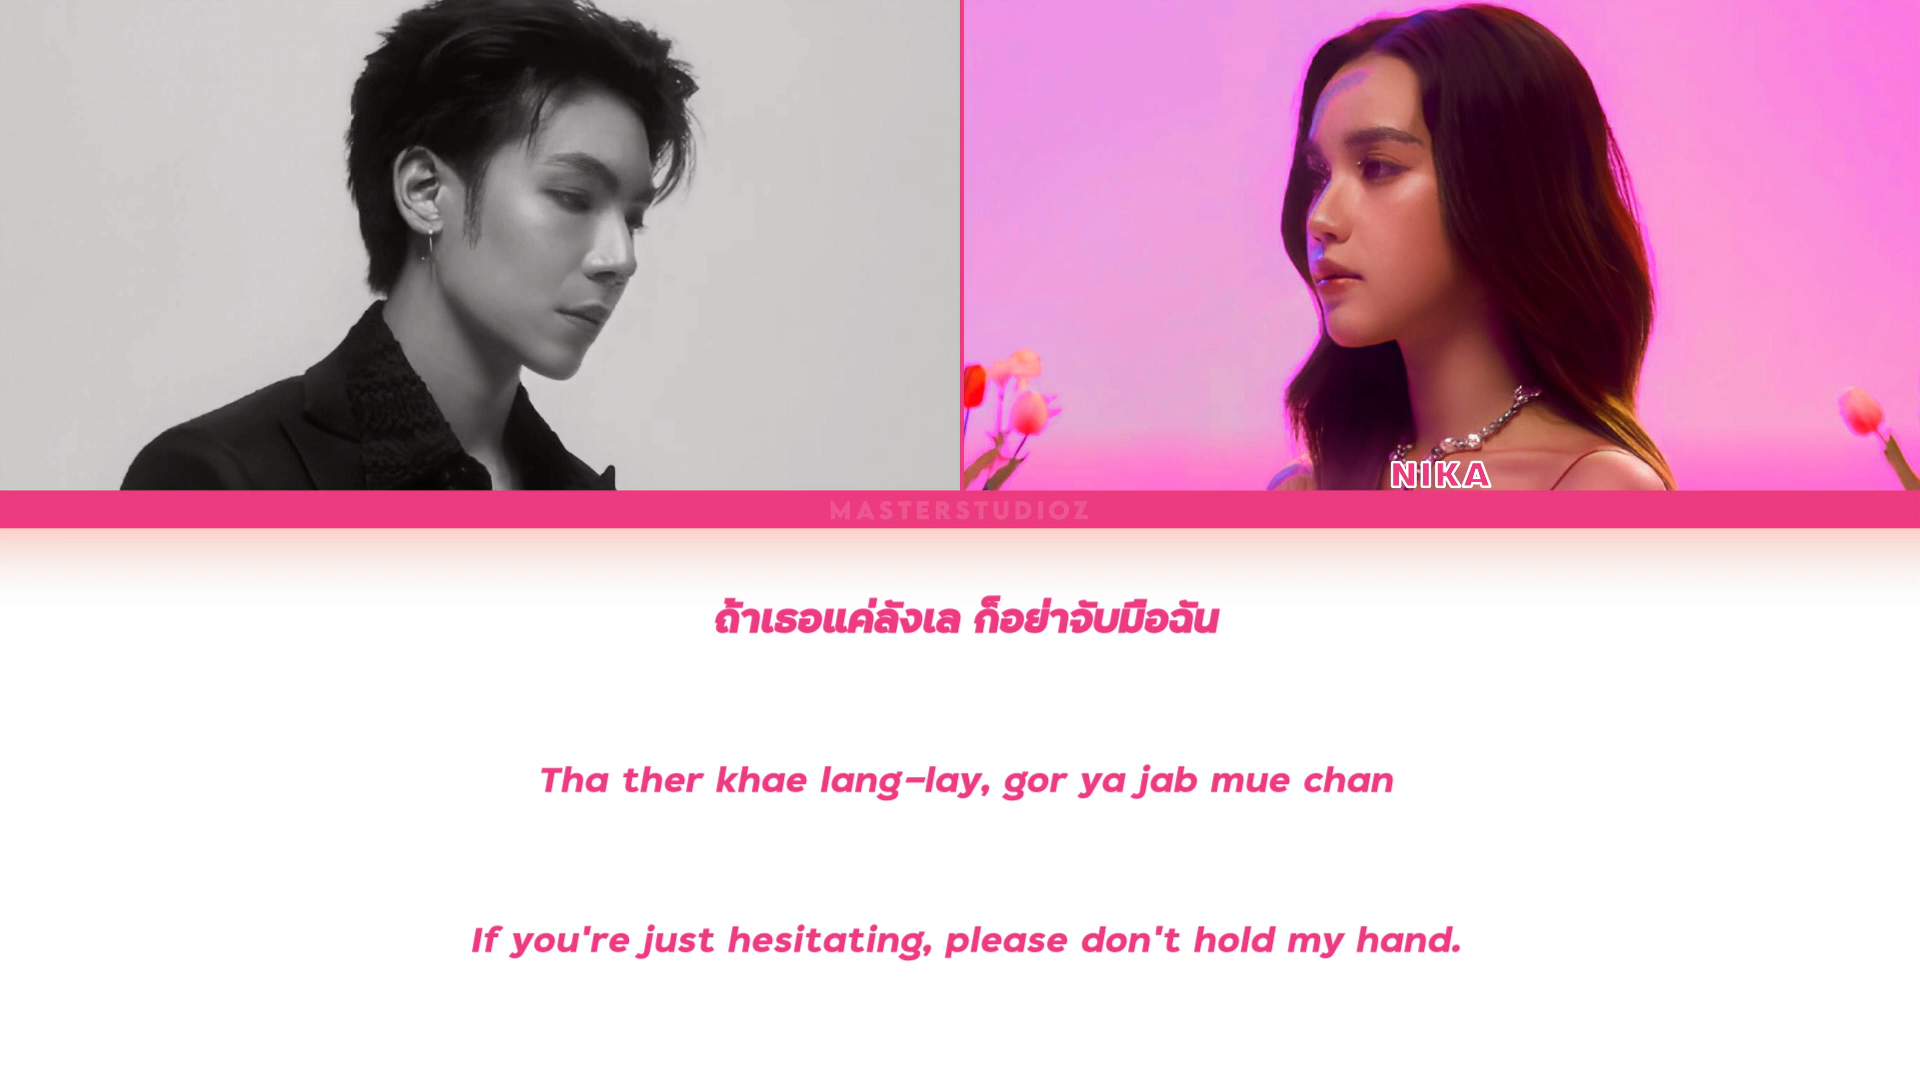 NIKA
MASTERSTUDIOZ
ถ้าเธอแค่ลังเล ก็อย่าจับมือฉัน
Tha ther khae lang-lay, gor ya jab mue chan
If you're just hesitating, please don't hold my hand.